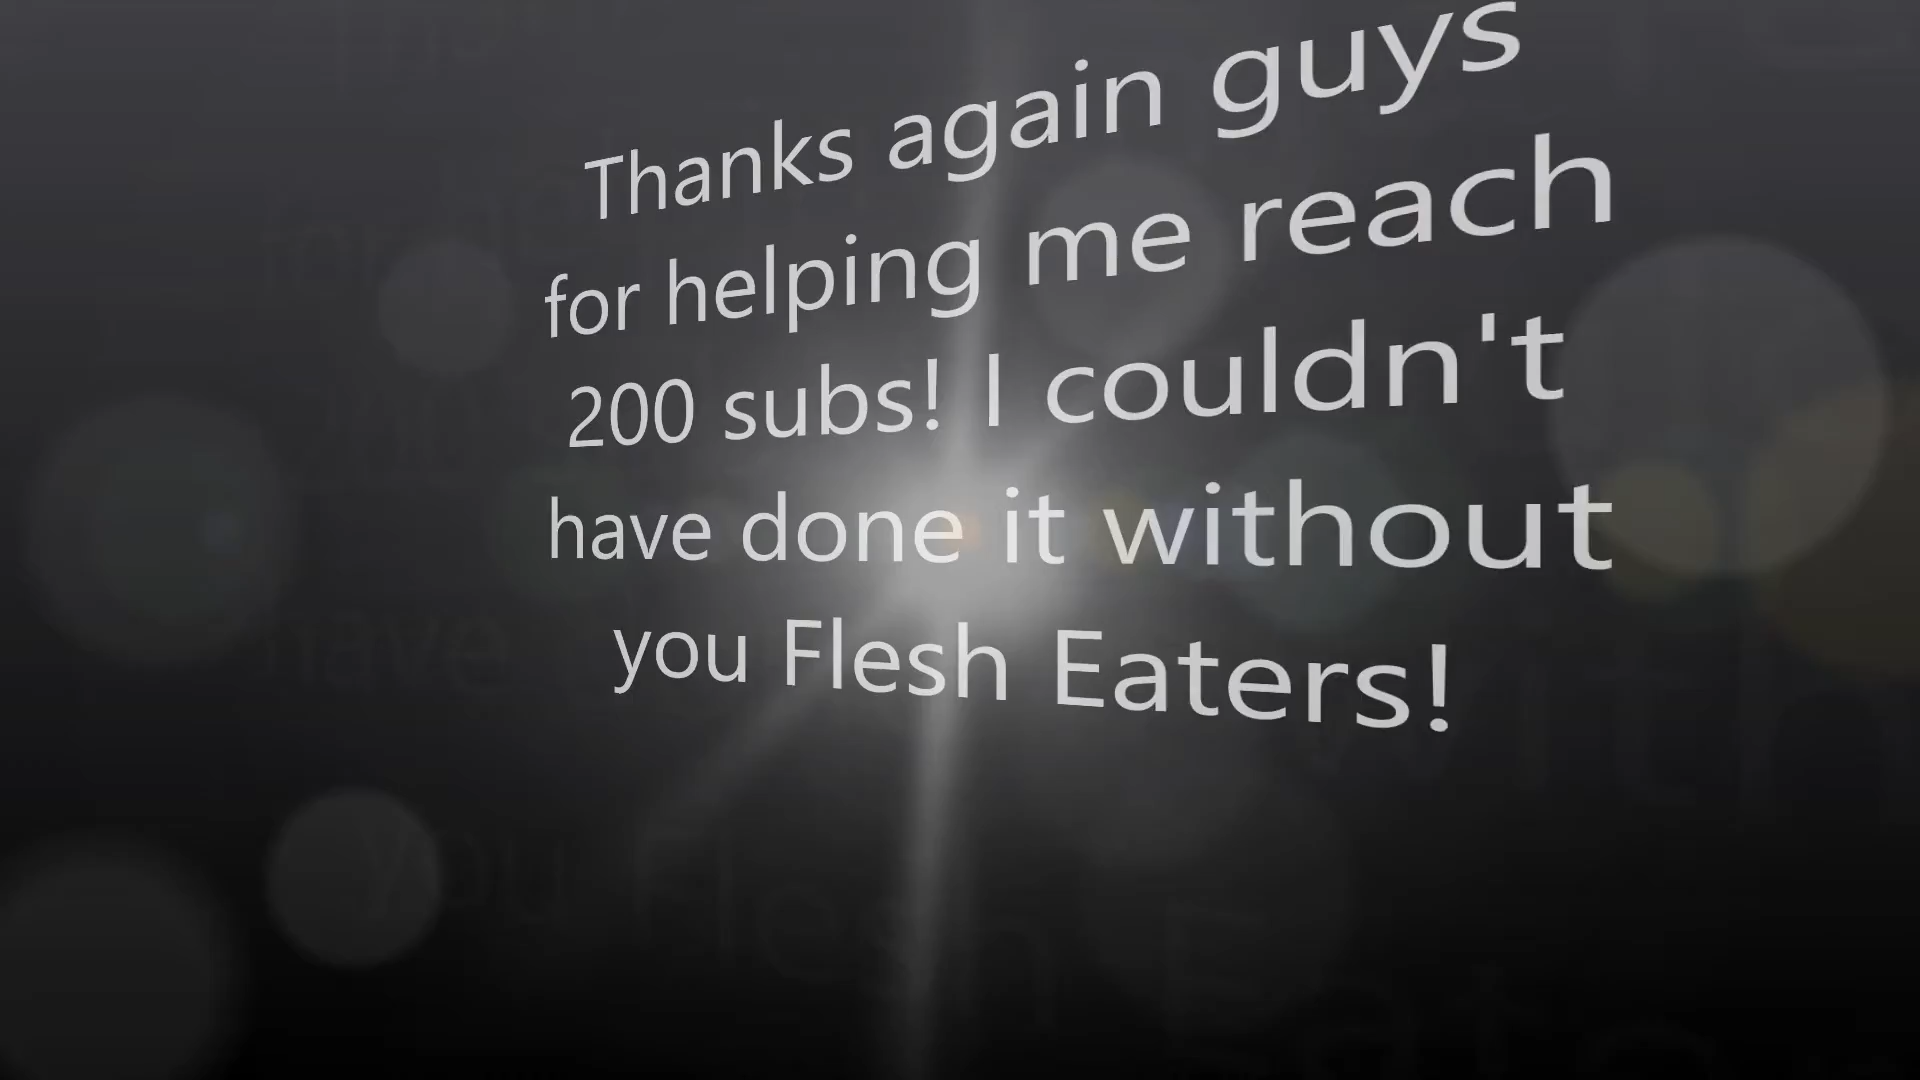 Thanks again guys
for helping me reach
200 subs! I couldn't
have done it without
you Flesh Eaters!